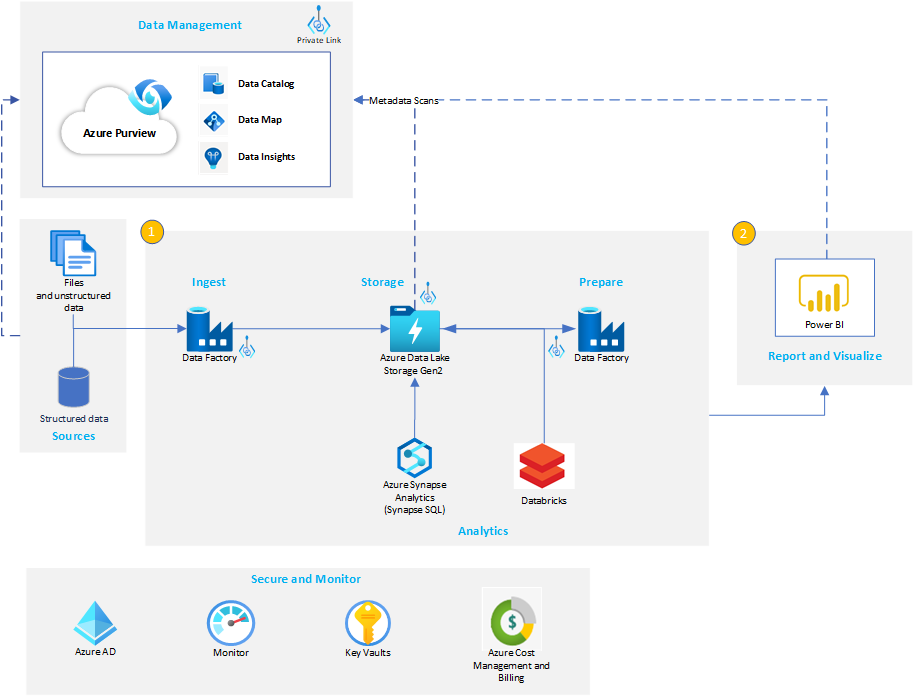 Data Management
Private Link
Azure Purview
Data Catalog
Data Map
Data Insights
Metadata Scans
Files
and unstructured
data
Structured data
Sources
1
Ingest
Data Factory
Storage
Azure Data Lake
Storage Gen2
Prepare
Data Factory
Azure Synapse
Analytics
(Synapse SQL)
Databricks
Analytics
2
Power BI
Report and Visualize
Secure and Monitor
Azure AD
Monitor
Key Vaults
$
Azure Cost
Management and
Billing